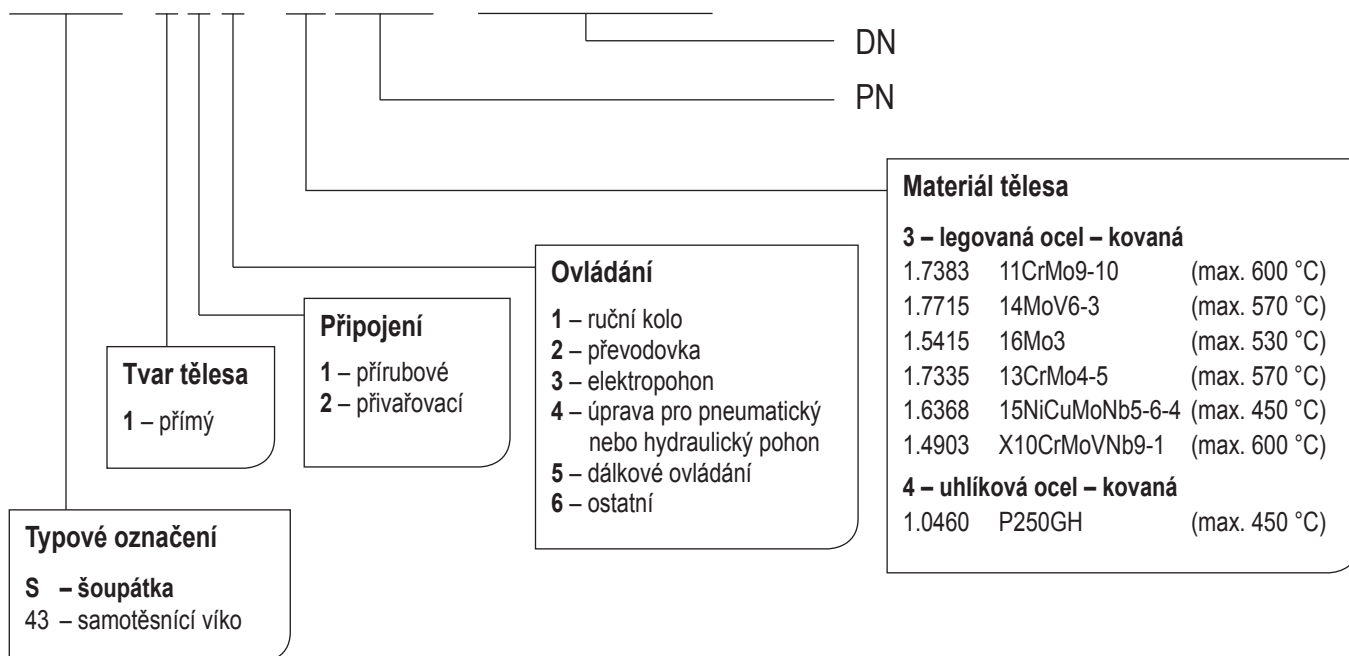 DN
PN
Materiál tělesa
3 – legovaná ocel – kovaná
1.7383 11CrMo9-10 (max. 600 °C)
1.7715 14MoV6-3 (max. 570 °C)
1.5415 16Mo3 (max. 530 °C)
1.7335 13CrMo4-5 (max. 570 °C)
1.6368 15NiCuMoNb5-6-4 (max. 450 °C)
1.4903 X10CrMoVNb9-1 (max. 600 °C)
4 – uhlíková ocel – kovaná
1.0460 P250GH (max. 450 °C)
Ovládání
1 – ruční kolo
2 – převodovka
3 – elektropohon
4 – úprava pro pneumatický
nebo hydraulický pohon
5 – dálkové ovládání
6 – ostatní
Připojení
1 – přírubové
2 – přivařovací
Tvar tělesa
1 – přímý
Typové označení
S – šoupátka
43 – samotěsnící víko